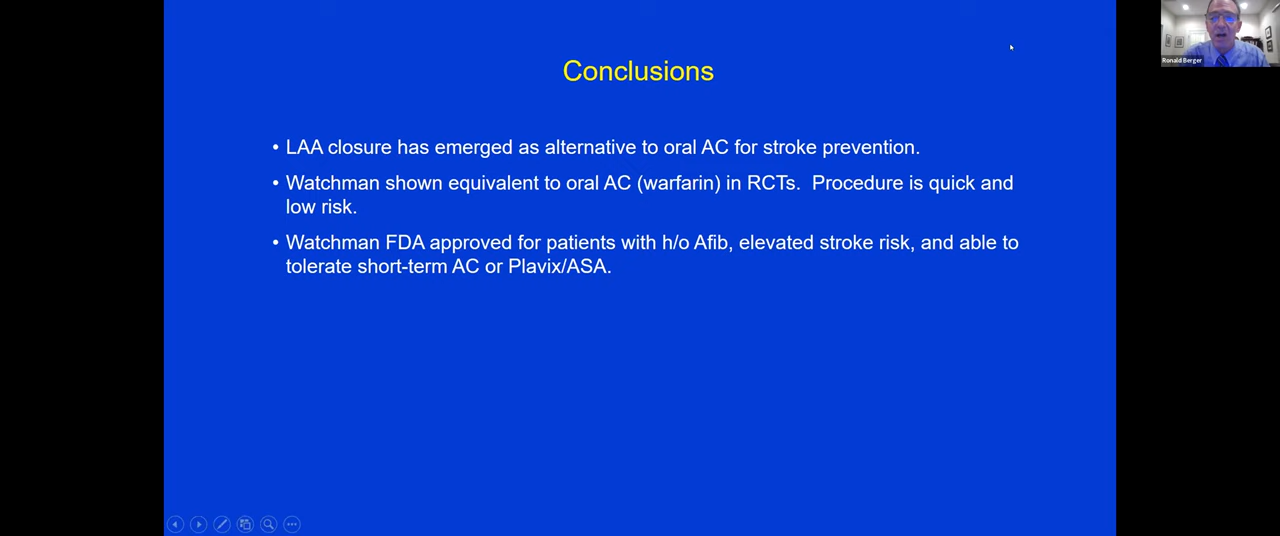 Conclusions
• LAA closure has emerged as alternative to oral AC for stroke prevention.
• Watchman shown equivalent to oral AC (warfarin) in RCTs.  Procedure is quick and
low risk.
• Watchman FDA approved for patients with h/o Afib, elevated stroke risk, and able to
tolerate short-term AC or Plavix/ASA.
Ronald Berger